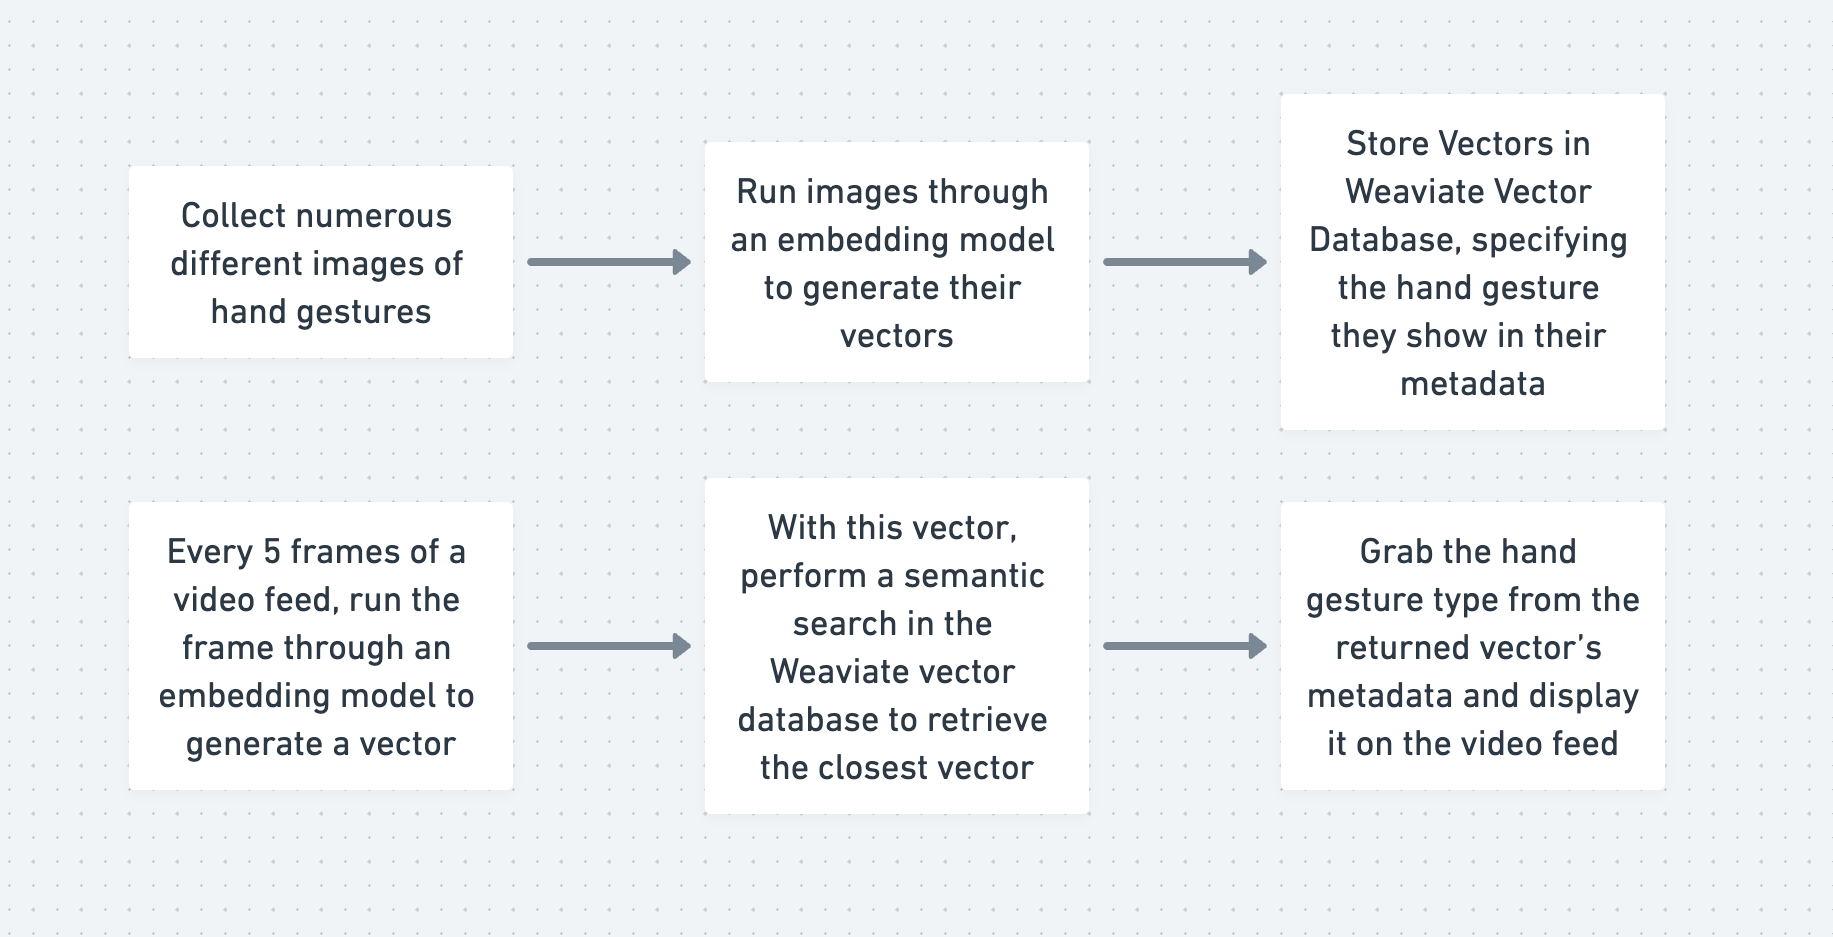 Collect numerous
different images of
hand gestures
Run images through
an embedding model
to generate their
vectors
Store Vectors in
Weaviate Vector
Database, specifying
the hand gesture
they show in their
metadata
Every 5 frames of a
video feed, run the
frame through an
embedding model to
generate a vector
With this vector,
perform a semantic
search in the
Weaviate vector
database to retrieve
the closest vector
Grab the hand
gesture type from the
returned vector’s
metadata and display
it on the video feed